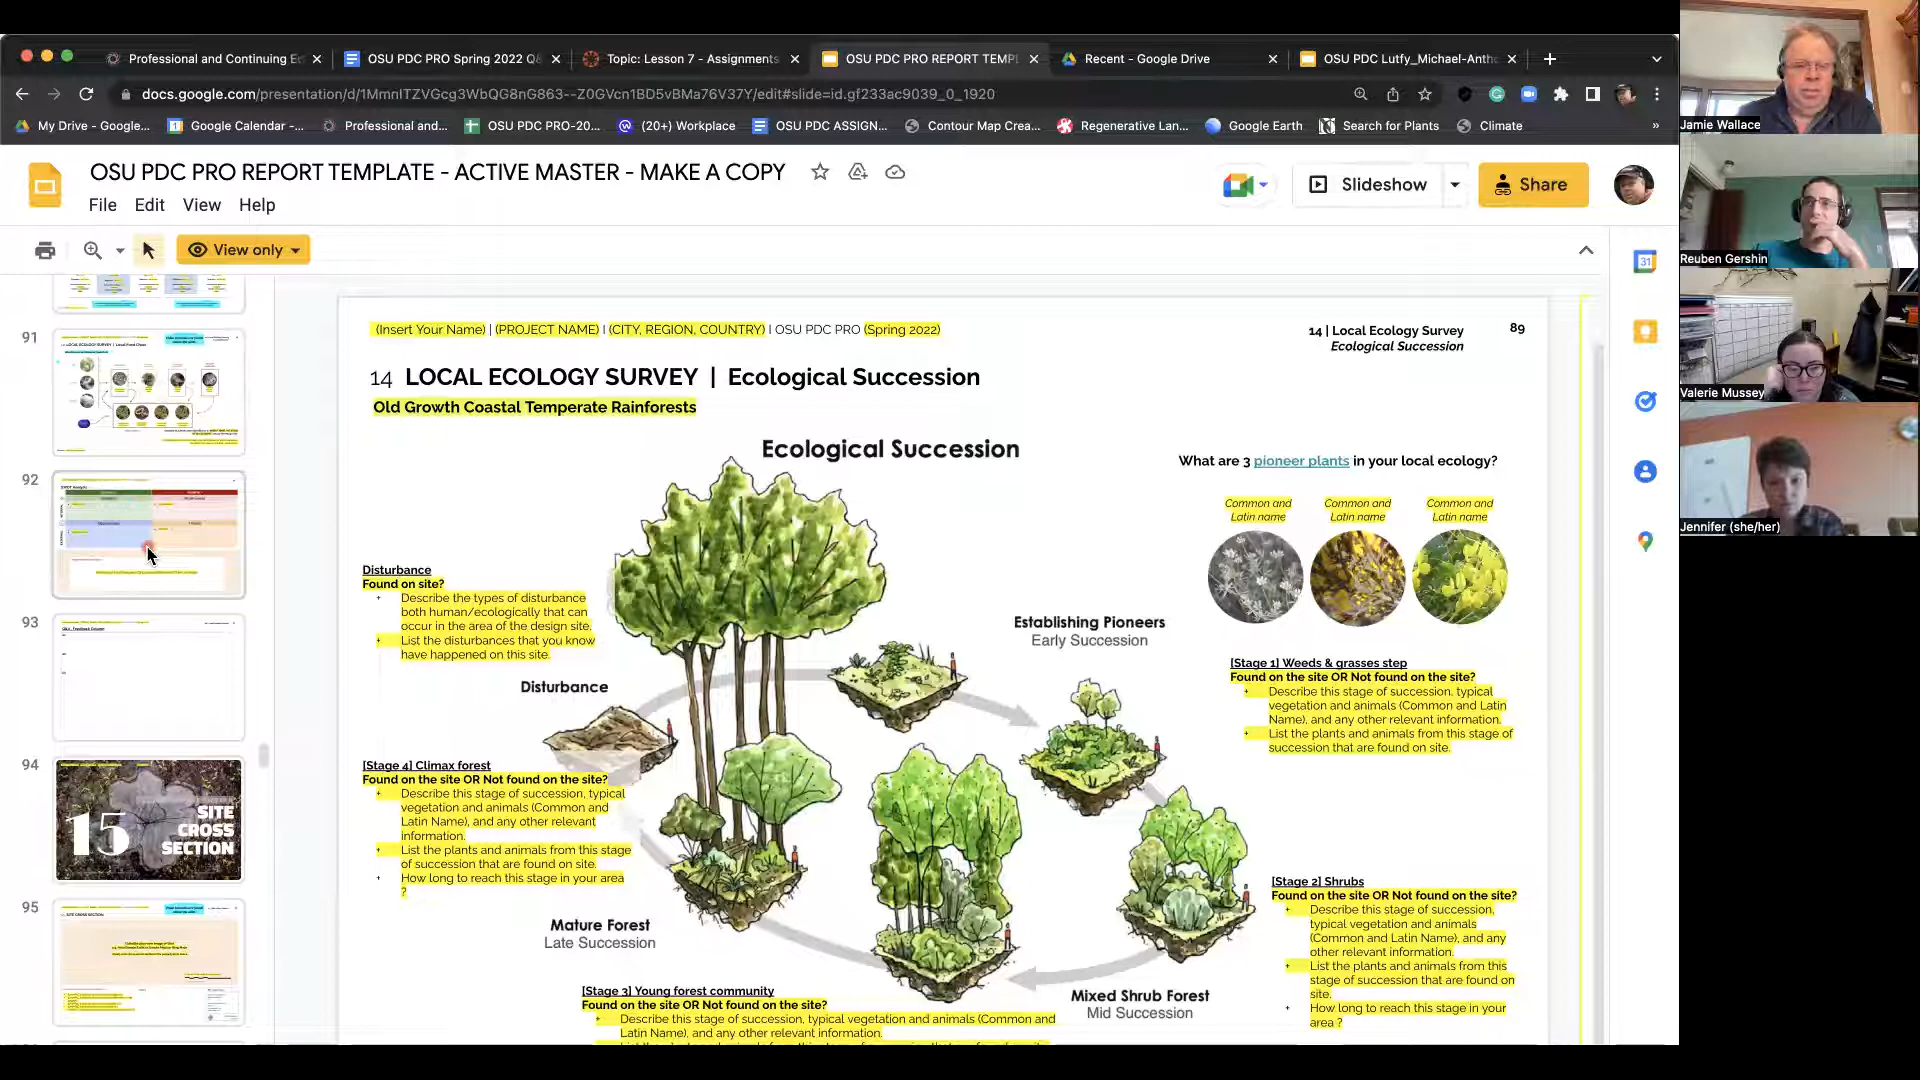 Professional and Continuing E
OSU PDC PRO Spring 2022 Q&
Topic: Lesson 7 - Assignments
OSU PDC PRO REPORT TEMPL
Recent - Google Drive
OSU PDC Lutfy_Michael-Antho
docs.google.com/presentation/d/1MmnITZVGcg3WbQG8nG863--Z0GVcn1BD5vBMa76V37Y/edit#slide=id.gf233ac9039_0_1920
My Drive - Google...
Google Calendar -...
Professional and...
OSU PDC PRO-20...
(20+) Workplace
OSU PDC ASSIGN...
Contour Map Crea...
Regenerative Lan...
Google Earth
Search for Plants
Climate
»
OSU PDC PRO REPORT TEMPLATE - ACTIVE MASTER - MAKE A COPY
File Edit View Help
Slideshow
Share
View only
31
91
92
93
94
15
SITE
CROSS
SECTION
95
(Insert Your Name) | (PROJECT NAME) I (CITY, REGION, COUNTRY) I OSU PDC PRO (Spring 2022)
14 | Local Ecology Survey
Ecological Succession
89
14 LOCAL ECOLOGY SURVEY | Ecological Succession
Old Growth Coastal Temperate Rainforests
Ecological Succession
What are 3 pioneer plants in your local ecology?
Common and
Latin name
Common and
Latin name
Common and
Latin name
Disturbance
Found on site?
Describe the types of disturbance
both human/ecologically that can
occur in the area of the design site.
List the disturbances that you know
have happened on this site.
Disturbance
Establishing Pioneers
Early Succession
[Stage 1] Weeds & grasses step
Found on the site OR Not found on the site?
Describe this stage of succession, typical
vegetation and animals (Common and Latin
Name), and any other relevant information.
List the plants and animals from this stage of
succession that are found on site.
[Stage 4] Climax forest
Found on the site OR Not found on the site?
Describe this stage of succession, typical
vegetation and animals (Common and
Latin Name), and any other relevant
information.
List the plants and animals from this stage
of succession that are found on site.
How long to reach this stage in your area
?
Mature Forest
Late Succession
[Stage 2] Shrubs
Found on the site OR Not found on the site?
Describe this stage of succession,
typical vegetation and animals
(Common and Latin Name), and any
other relevant information.
List the plants and animals from this
stage of succession that are found on
site.
How long to reach this stage in your
area ?
Mixed Shrub Forest
Mid Succession
[Stage 3] Young forest community
Found on the site OR Not found on the site?
Describe this stage of succession, typical vegetation and animals (Common and
Latin Name), and any other relevant information.
Jamie Wallace
Reuben Gershin
Valerie Mussey
Jennifer (she/her)